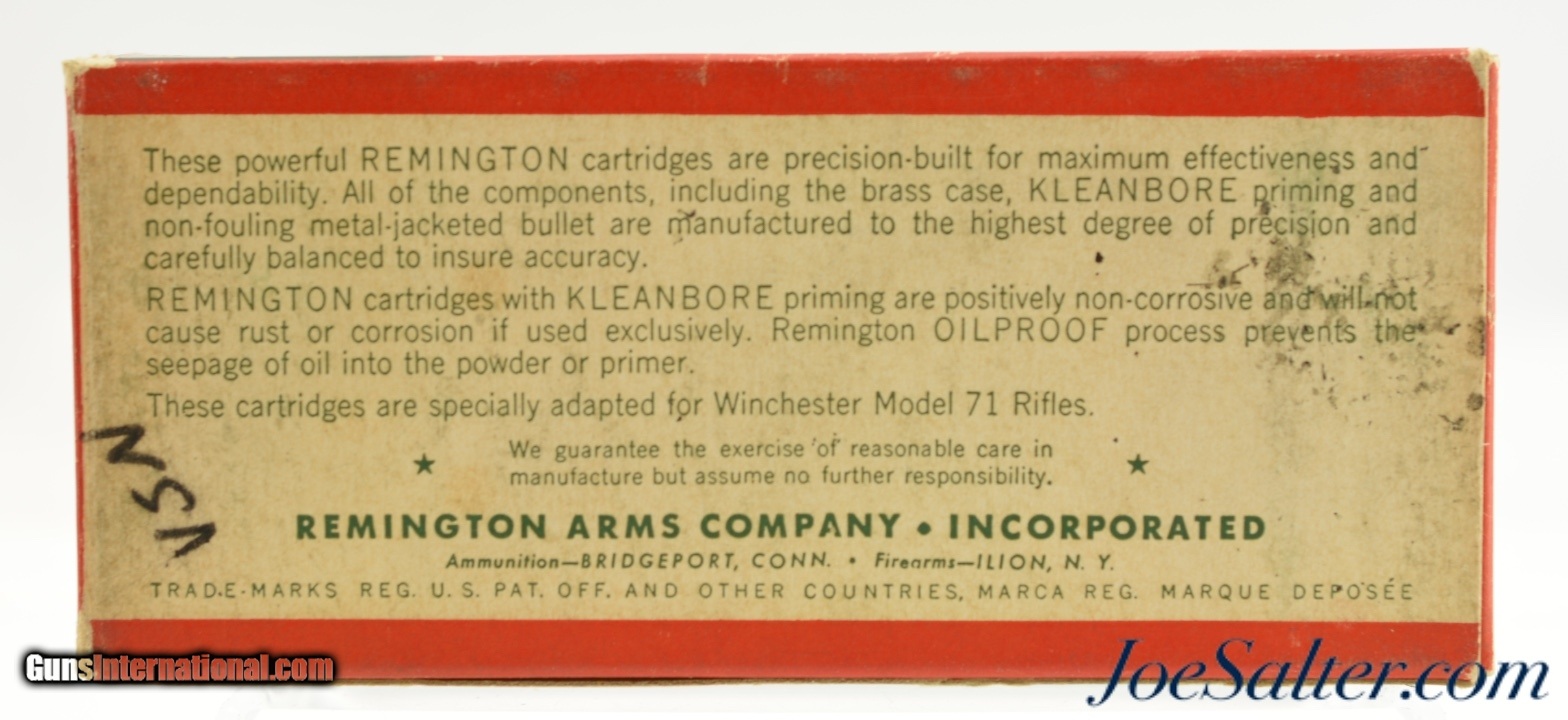 These powerful REMINGTON cartridges are precision-built for maximum effectiveness and
dependability. All of the components, including the brass case, KLEANBORE priming and
non-fouling metal-jacketed bullet are manufactured to the highest degree of precision and
carefully balanced to insure accuracy.
REMINGTON cartridges with KLEANBORE priming are positively non-corrosive and will not
cause rust or corrosion if used exclusively. Remington OILPROOF process prevents the
seepage of oil into the powder or primer.
These cartridges are specially adapted for Winchester Model 71 Rifles.
We guarantee the exercise of reasonable care in
manufacture but assume no further responsibility.
REMINGTON ARMS COMPANY • INCORPORATED
Ammunition—BRIDGEPORT, CONN. • Firearms—ILION, N. Y.
TRADE-MARKS REG. U. S. PAT. OFF. AND OTHER COUNTRIES, MARCA REG. MARQUE DEPOSÉE
GunsInternational.com
JoeSalter.com